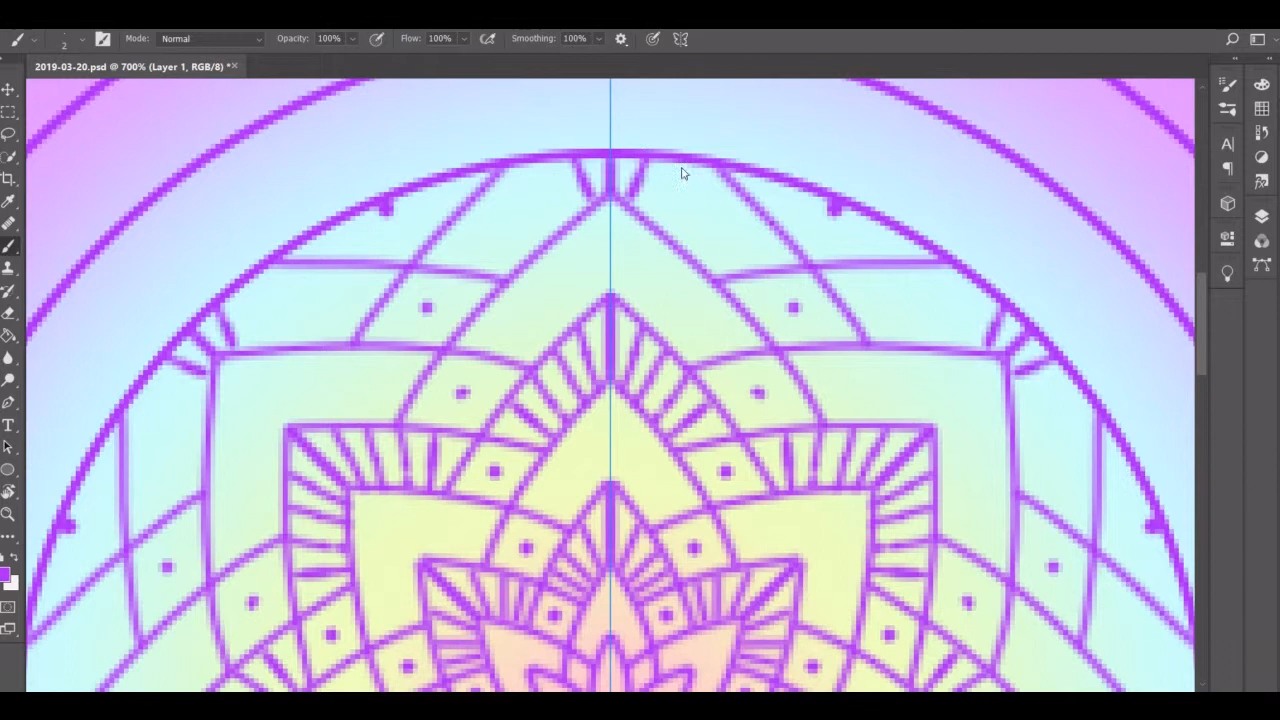 2 Mode: Normal Opacity: 100% Flow: 100% Smoothing: 100%
2019-03-20.psd @ 700% (Layer 1, RGB/8) *